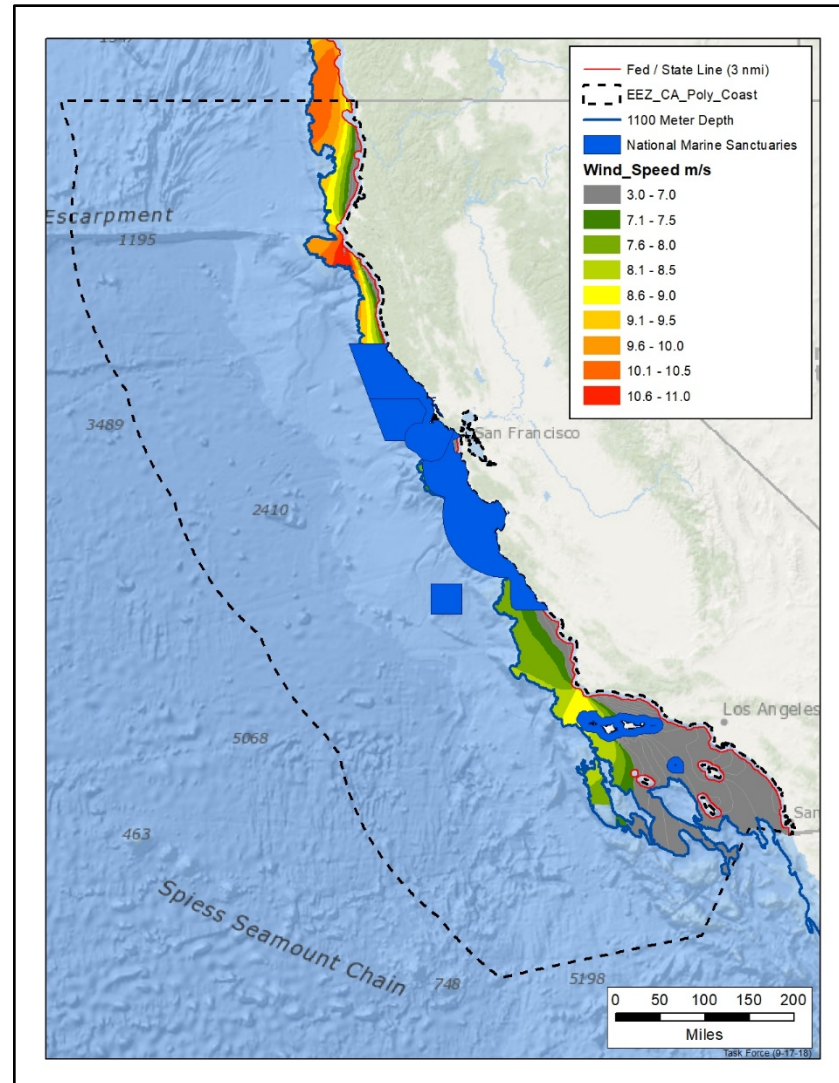 Fed / State Line (3 nmi)
EEZ_CA_Poly_Coast
1100 Meter Depth
National Marine Sanctuaries
Wind_Speed m/s
3.0 - 7.0
7.1 - 7.5
7.6 - 8.0
8.1 - 8.5
8.6 - 9.0
9.1 - 9.5
9.6 - 10.0
10.1 - 10.5
10.6 - 11.0
Escarpment
1195
3489
San Francisco
2410
Los Angeles
5068
San
463
Spiess Seamount Chain
748
5198
0 50 100 150 200
Miles
Task Force (9-17-18)